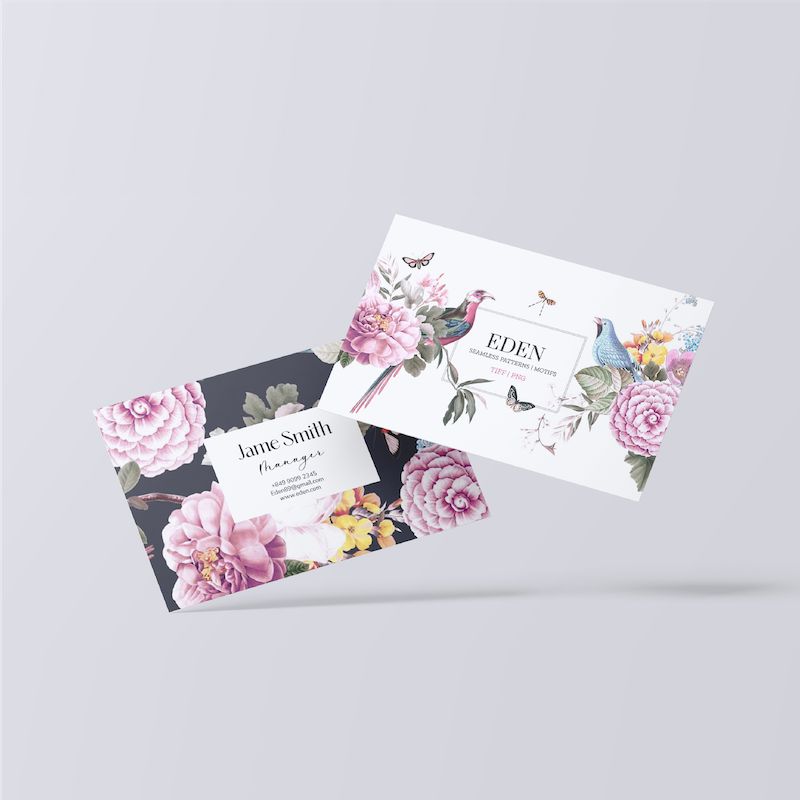 EDEN
SEAMLESS PATTERNS | MOTIFS
TIFF | PNG
Jame Smith
Manager
+849 9099 2345
Eden89@gmail.com
www.eden.com